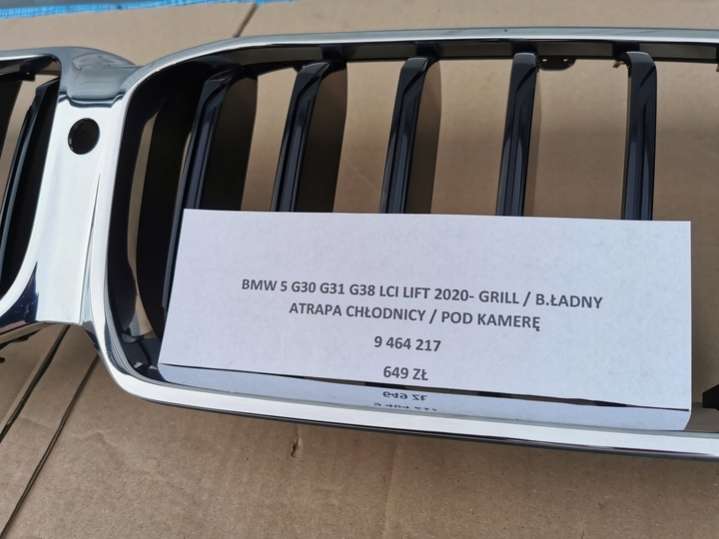 BMW 5 G30 G31 G38 LCI LIFT 2020- GRILL / B.ŁADNY
ATRAPA CHŁODNICY / POD KAMERĘ
9 464 217
649 ZŁ